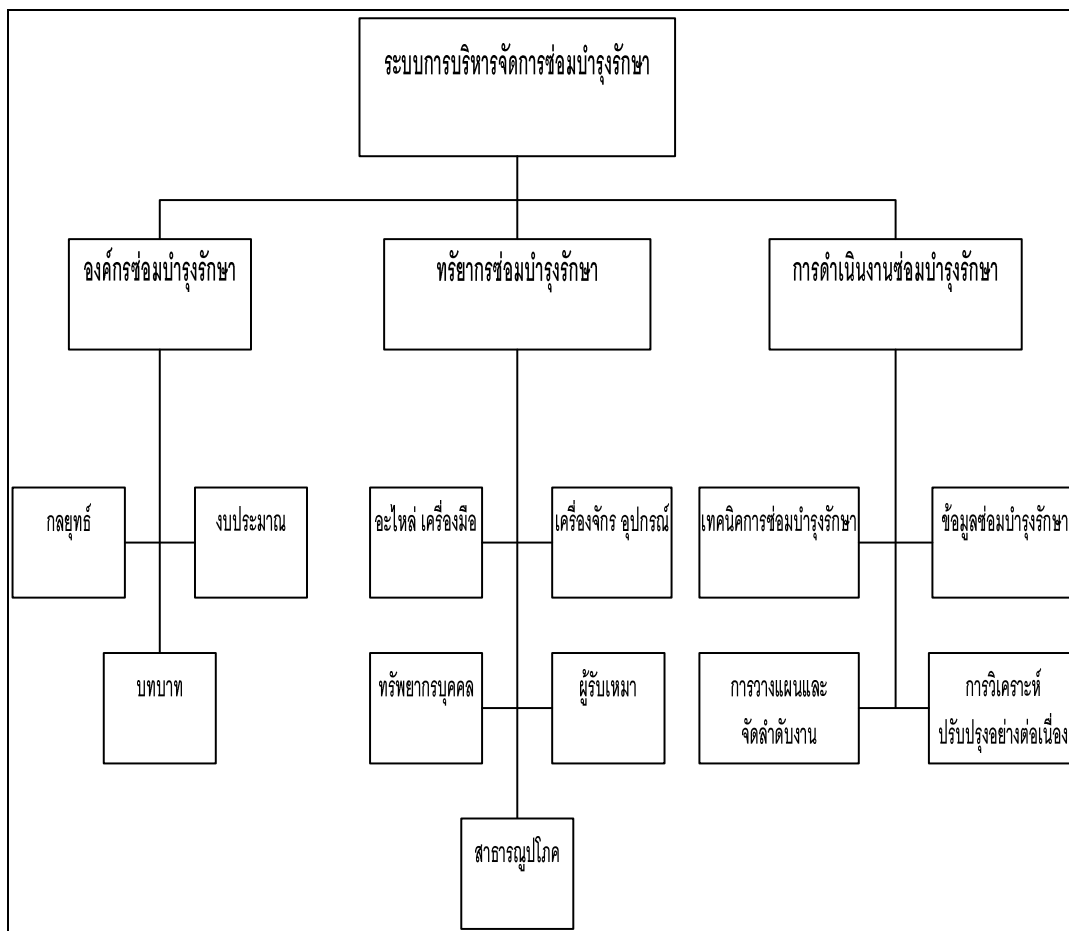 ระบบการบริหารจัดการซ่อมบำรุงรักษา
องค์กรซ่อมบำรุงรักษา
ทรัยากรซ่อมบำรุงรักษา
การดำเนินงานซ่อมบำรุงรักษา
กลยุทธ์
งบประมาณ
อะไหล่ เครื่องมือ
เครื่องจักร อุปกรณ์
เทคนิคการซ่อมบำรุงรักษา
ข้อมูลซ่อมบำรุงรักษา
บทบาท
ทรัพยากรบุคคล
ผู้รับเหมา
การวางแผนและ
จัดลำดับงาน
การวิเคราะห์
ปรับปรุงอย่างต่อเนื่อง
สาธารณูปโภค